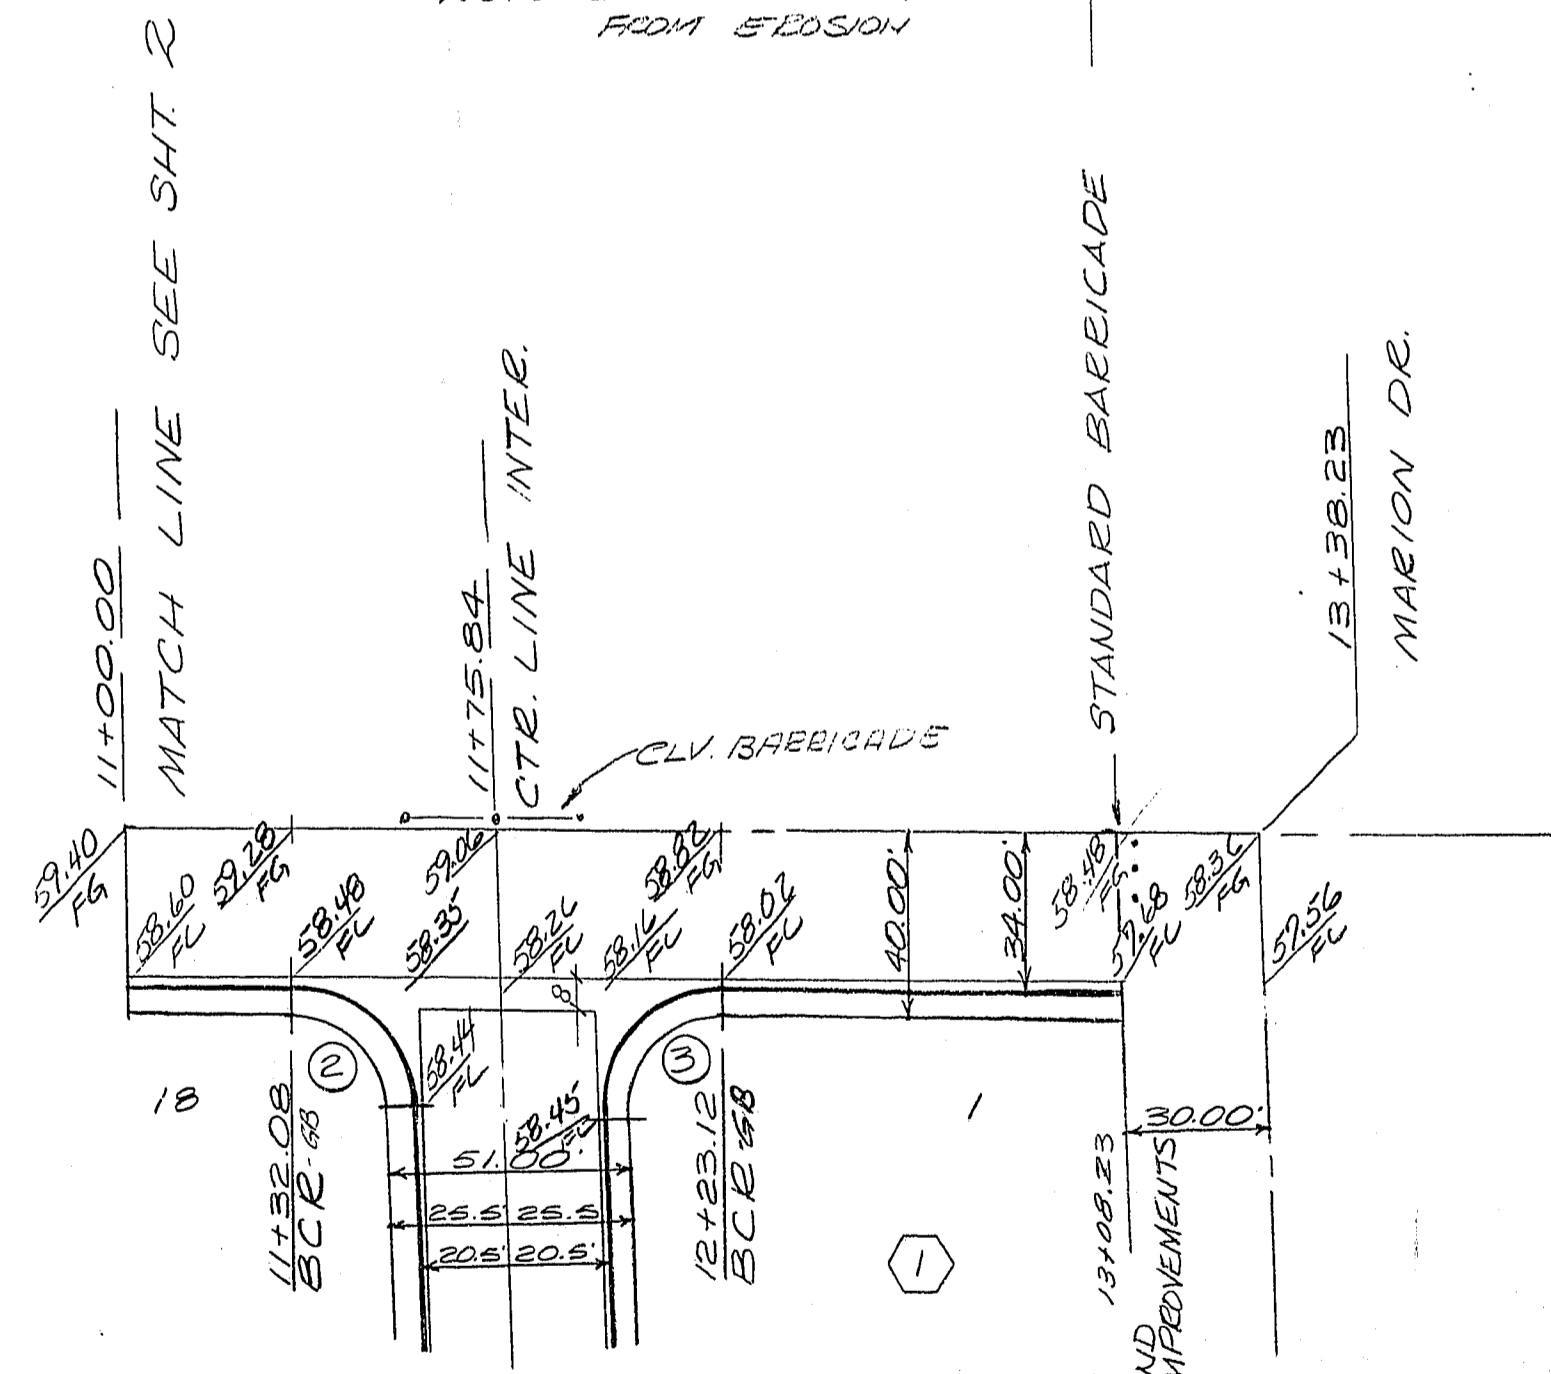 FROM EROSION
11+00.00
MATCH LINE SEE SHT. 2
11+75.84
CTR. LINE INTER.
CLV. BARRICADE
STANDARD BARRICADE
13+38.23
MARION DR.
59.40
FG
58.60
FL
59.28
FG
58.48
FL
59.06
58.35
58.26
FL
58.82
FG
58.16
FL
58.02
FL
40.00'
34.00'
58.48
FG
57.68
FL
FG
57.56
FL
8'
58.44
FL
58.45
FL
18
2
3
1
11+32.08
BCR-GB
12+23.12
BCR-GB
51.00'
25.5' 25.5
20.5' 20.5'
1
13+08.23
30.00'